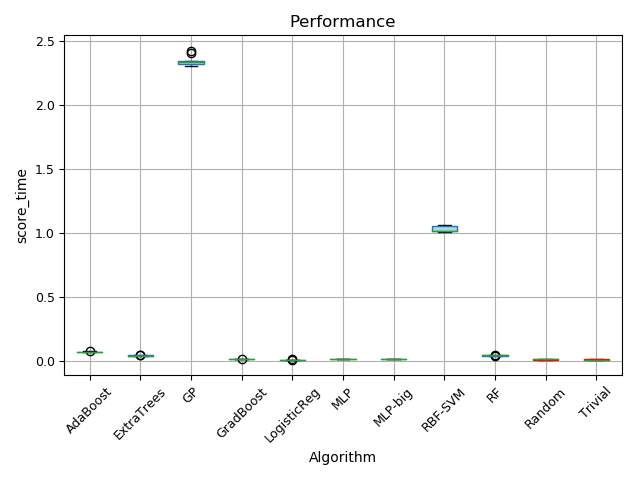 Performance
2.5
2.0
1.5
1.0
0.5
0.0
score_time
AdaBoost
ExtraTrees
GP
GradBoost
LogisticReg
MLP
MLP-big
RBF-SVM
RF
Random
Trivial
Algorithm